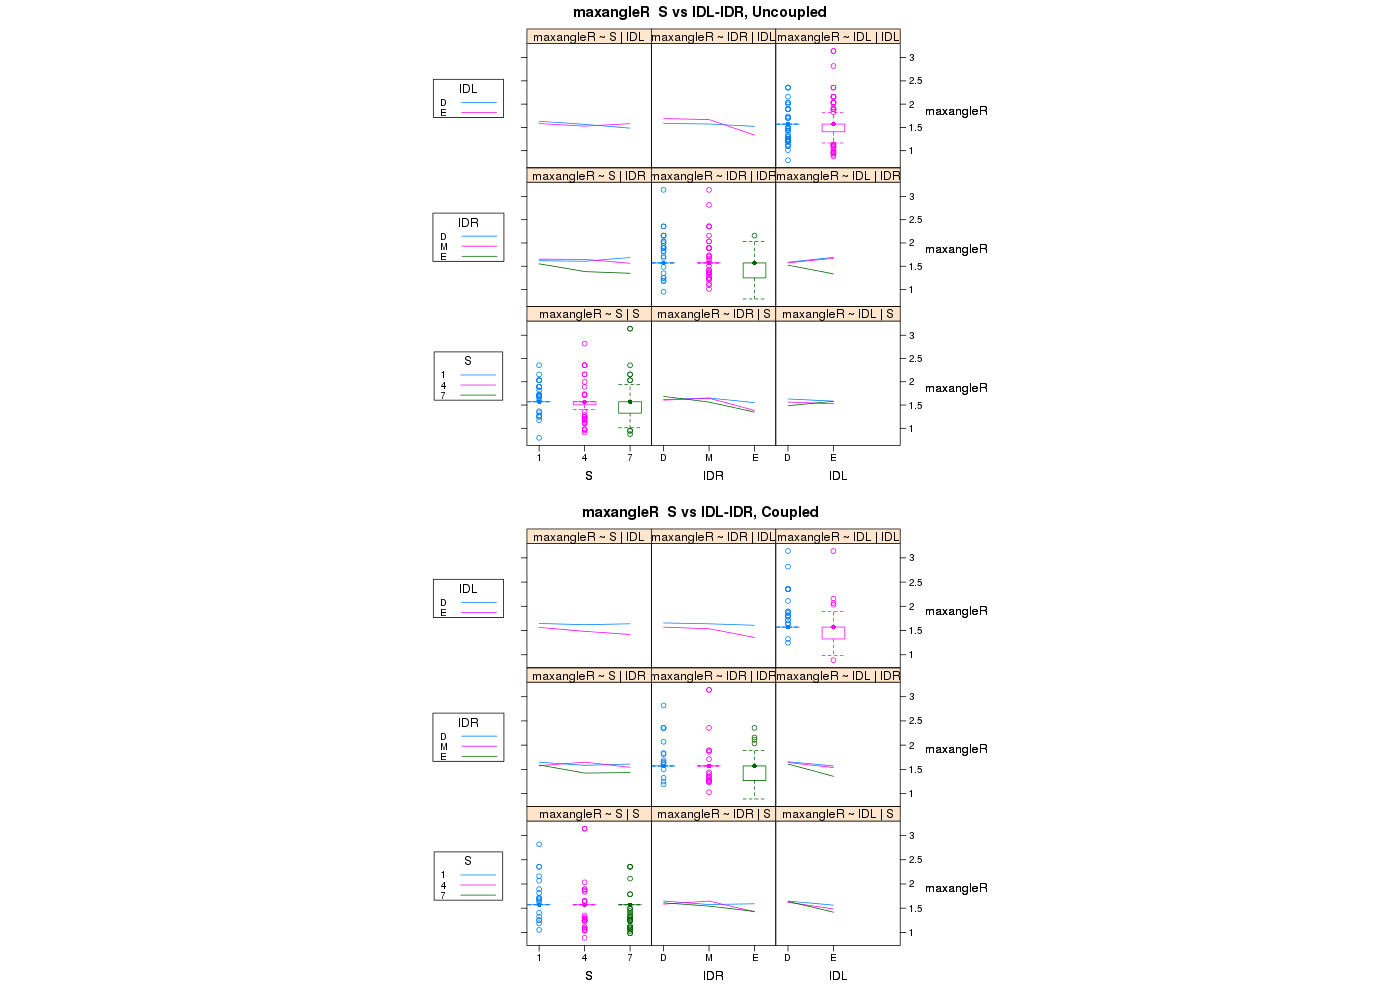 maxangleR  S vs IDL-IDR, Uncoupled
maxangleR ~ S | IDL
maxangleR ~ IDR | IDL
maxangleR ~ IDL | IDL
IDL
D
E
3
2.5
2
1.5
1
maxangleR
maxangleR ~ S | IDR
maxangleR ~ IDR | IDR
maxangleR ~ IDL | IDR
IDR
D
M
E
3
2.5
2
1.5
1
maxangleR
maxangleR ~ S | S
maxangleR ~ IDR | S
maxangleR ~ IDL | S
S
1
4
7
3
2.5
2
1.5
1
maxangleR
1 4 7 D M E D E
S IDR IDL
maxangleR  S vs IDL-IDR, Coupled
maxangleR ~ S | IDL
maxangleR ~ IDR | IDL
maxangleR ~ IDL | IDL
IDL
D
E
3
2.5
2
1.5
1
maxangleR
maxangleR ~ S | IDR
maxangleR ~ IDR | IDR
maxangleR ~ IDL | IDR
IDR
D
M
E
3
2.5
2
1.5
1
maxangleR
maxangleR ~ S | S
maxangleR ~ IDR | S
maxangleR ~ IDL | S
S
1
4
7
3
2.5
2
1.5
1
maxangleR
1 4 7 D M E D E
S IDR IDL